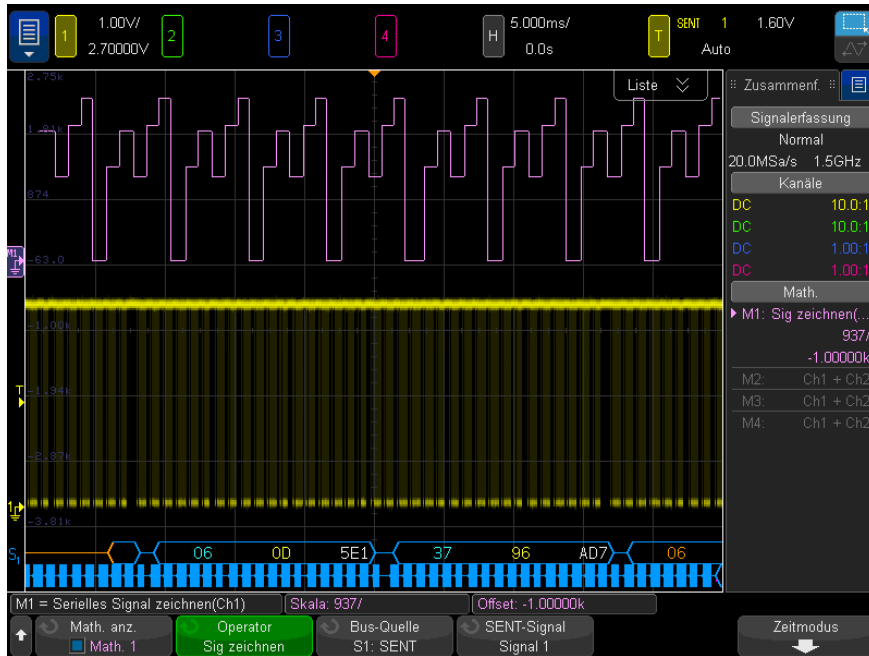 1 1.00V/ 2.70000V 2 3 4 H 5.000ms/ 0.0s T SENT 1 1.60V Auto
2.75k
Liste
Zusammenf.
Signalerfassung
Normal
1.81k
20.0MSa/s 1.5GHz
Kanäle
874
DC 10.0:1
DC 10.0:1
DC 1.00:1
M1
-63.0
DC 1.00:1
Math.
M1: Sig zeichnen(...
-1.00k
937/
-1.00000k
M2: Ch1 + Ch2
T
-1.94k
M3: Ch1 + Ch2
M4: Ch1 + Ch2
-2.87k
1
-3.81k
S1 06 0D 5E1 37 96 AD7 06
M1 = Serielles Signal zeichnen(Ch1) Skala: 937/ Offset: -1.00000k
Math. anz. Operator Bus-Quelle SENT-Signal Zeitmodus
Math. 1 Sig zeichnen S1: SENT Signal 1